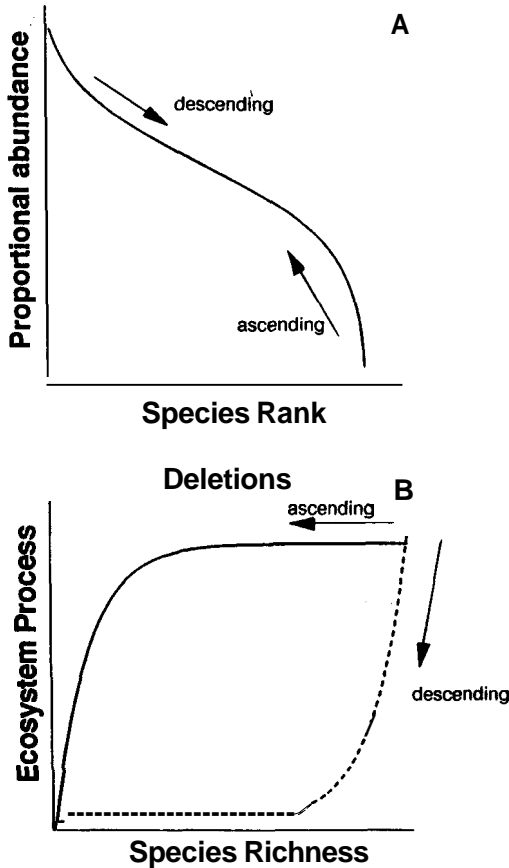 A
descending
Proportional abundance
ascending
Species Rank
Deletions
B
ascending
Ecosystem Process
descending
Species Richness